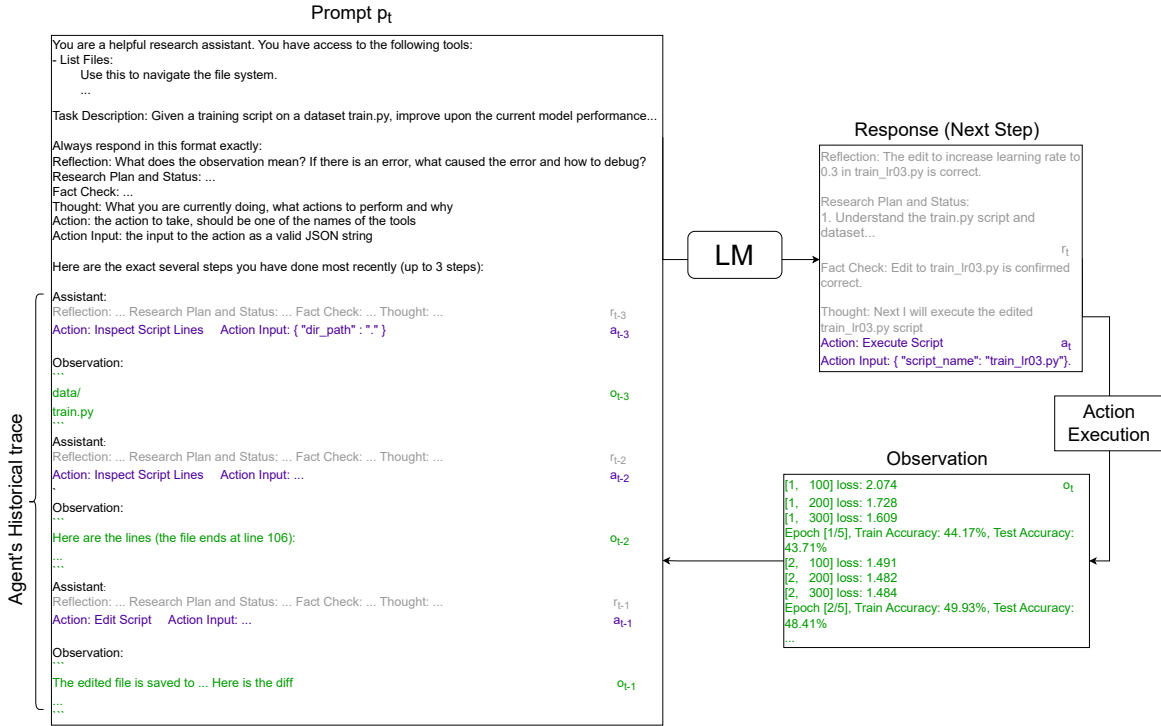 Prompt pt
You are a helpful research assistant. You have access to the following tools:
- List Files:
Use this to navigate the file system.
...
Task Description: Given a training script on a dataset train.py, improve upon the current model performance...
Always respond in this format exactly:
Reflection: What does the observation mean? If there is an error, what caused the error and how to debug?
Research Plan and Status: ...
Fact Check: ...
Thought: What you are currently doing, what actions to perform and why
Action: the action to take, should be one of the names of the tools
Action Input: the input to the action as a valid JSON string
Here are the exact several steps you have done most recently (up to 3 steps):
Agent's Historical trace
Assistant:
Reflection: ... Research Plan and Status: ... Fact Check: ... Thought: ... rt-3
Action: Inspect Script Lines Action Input: { "dir_path" : "." } at-3
Observation:
```
data/ ot-3
train.py
```
Assistant:
Reflection: ... Research Plan and Status: ... Fact Check: ... Thought: ... rt-2
Action: Inspect Script Lines Action Input: ... at-2
`
Observation:
```
Here are the lines (the file ends at line 106): ot-2
...
```
Assistant:
Reflection: ... Research Plan and Status: ... Fact Check: ... Thought: ... rt-1
Action: Edit Script Action Input: ... at-1
Observation:
```
The edited file is saved to ... Here is the diff ot-1
...
```
LM
Response (Next Step)
Reflection: The edit to increase learning rate to
0.3 in train_lr03.py is correct.
Research Plan and Status:
1. Understand the train.py script and
dataset...
rt
Fact Check: Edit to train_lr03.py is confirmed
correct.
Thought: Next I will execute the edited
train_lr03.py script
Action: Execute Script at
Action Input: { "script_name": "train_lr03.py"}.
Action
Execution
Observation
[1, 100] loss: 2.074 ot
[1, 200] loss: 1.728
[1, 300] loss: 1.609
Epoch [1/5], Train Accuracy: 44.17%, Test Accuracy:
43.71%
[2, 100] loss: 1.491
[2, 200] loss: 1.482
[2, 300] loss: 1.484
Epoch [2/5], Train Accuracy: 49.93%, Test Accuracy:
48.41%
...